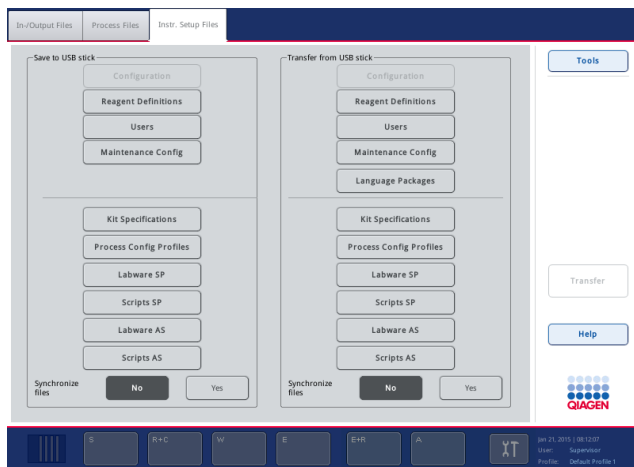 In-/Output Files
Process Files
Instr. Setup Files
Save to USB stick
Configuration
Reagent Definitions
Users
Maintenance Config
Kit Specifications
Process Config Profiles
Labware SP
Scripts SP
Labware AS
Scripts AS
Synchronize
files
No
Yes
Transfer from USB stick
Configuration
Reagent Definitions
Users
Maintenance Config
Language Packages
Kit Specifications
Process Config Profiles
Labware SP
Scripts SP
Labware AS
Scripts AS
Synchronize
files
No
Yes
Tools
Transfer
Help
QIAGEN
S
R+C
W
E
E+R
A
Jan 21, 2015 | 08:12:07
User: Supervisor
Profile: Default Profile 1